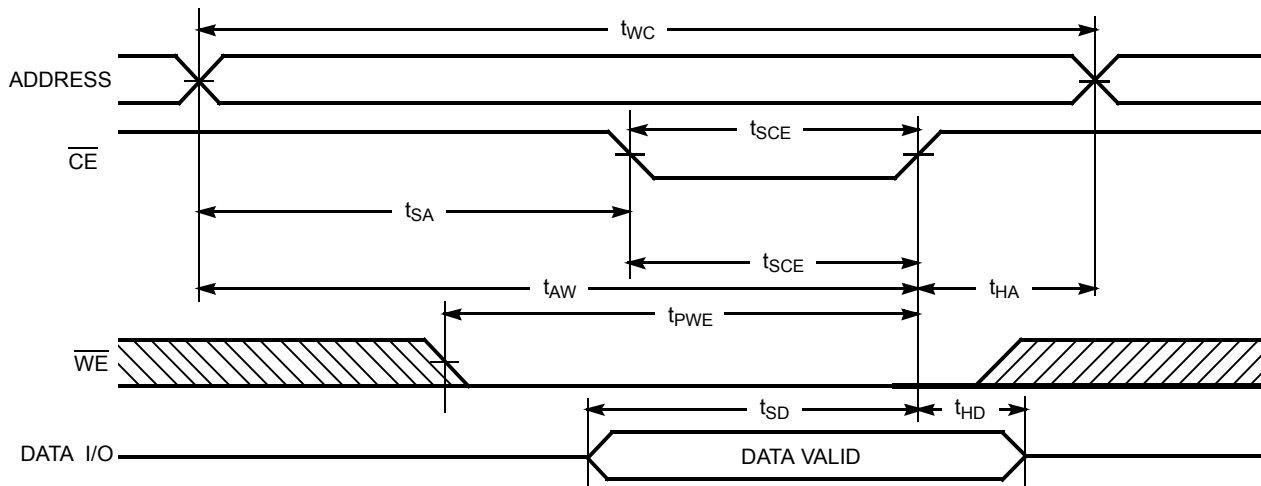 tWC
ADDRESS
tSCE
CE
tSA
tSCE
tAW
tHA
tPWE
WE
tSD
tHD
DATA I/O
DATA VALID